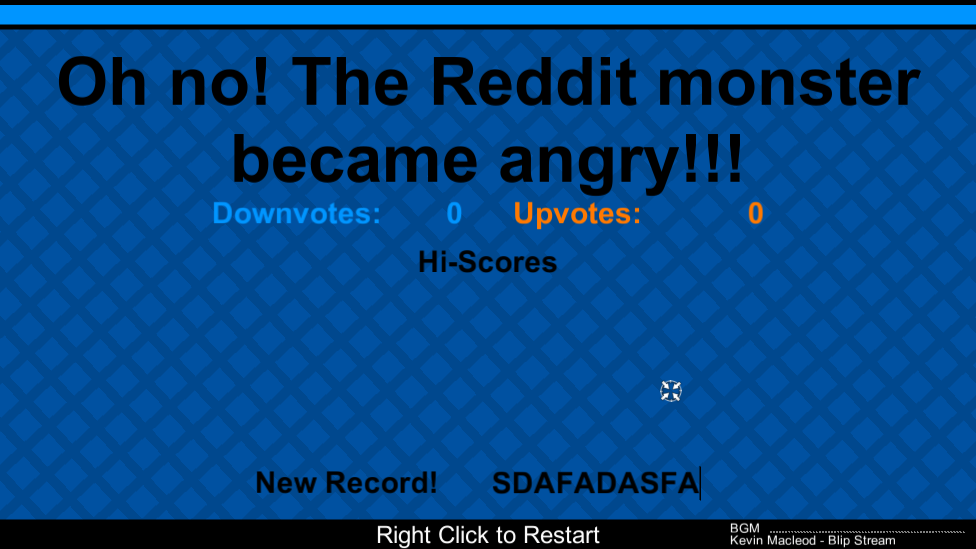 Oh no! The Reddit monster
became angry!!!
Downvotes: 0 Upvotes: 0
Hi-Scores
New Record! SDAFADASFA
Right Click to Restart
BGM
Kevin Macleod - Blip Stream